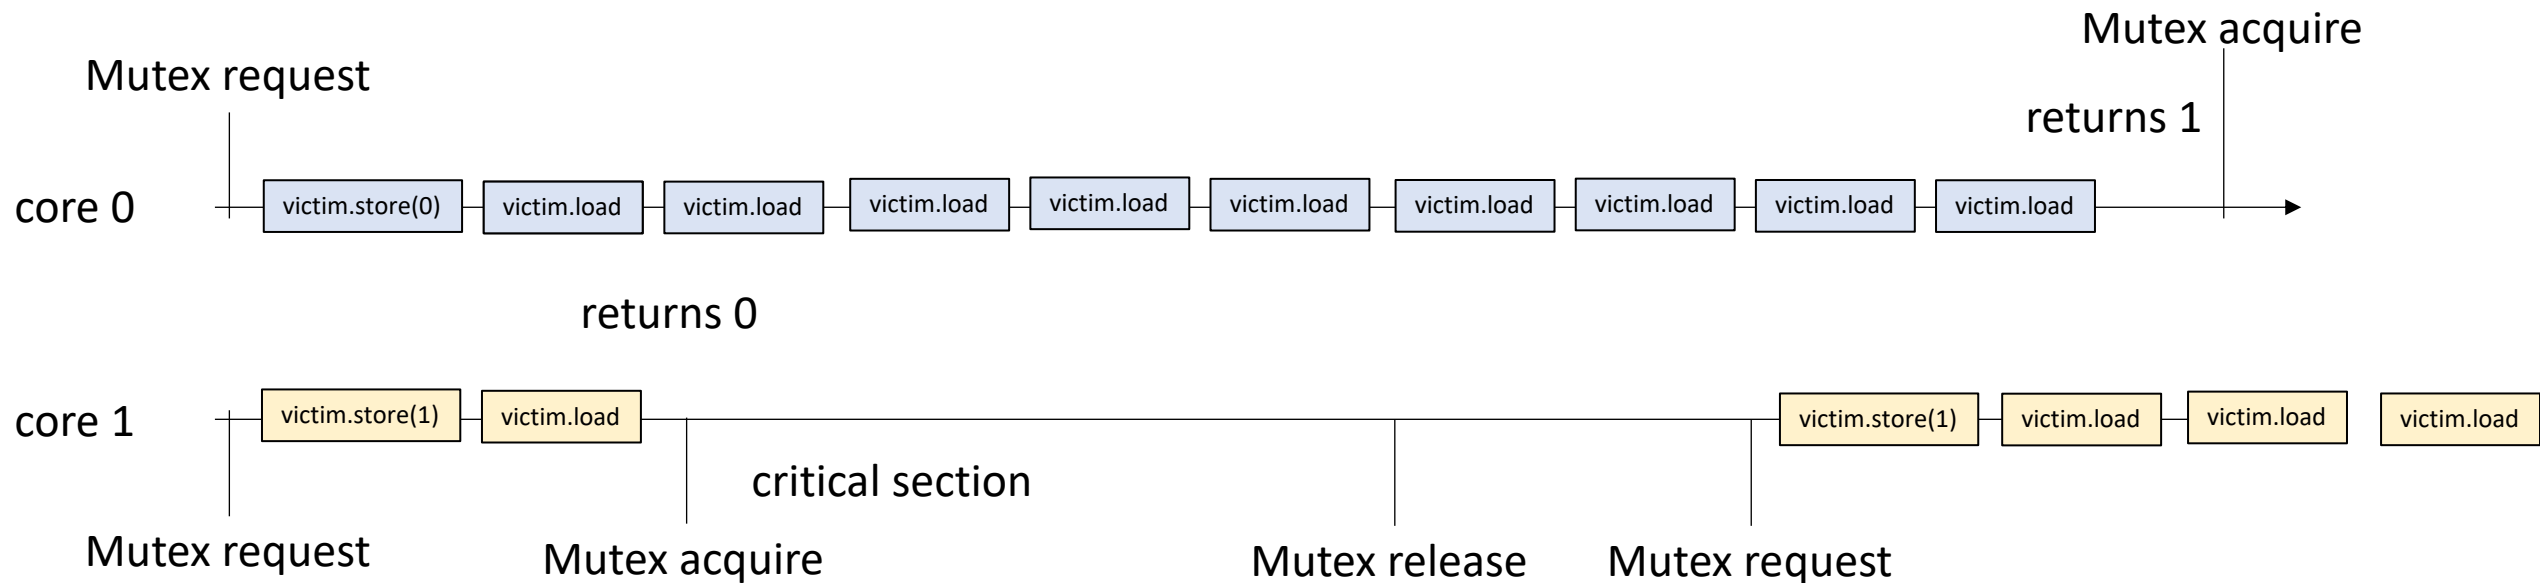 Mutex acquire
Mutex request
returns 1
core 0
victim.store(0)
victim.load
victim.load
victim.load
victim.load
victim.load
victim.load
victim.load
victim.load
victim.load
returns 0
core 1
victim.store(1)
victim.load
victim.store(1)
victim.load
victim.load
victim.load
critical section
Mutex request
Mutex acquire
Mutex release
Mutex request